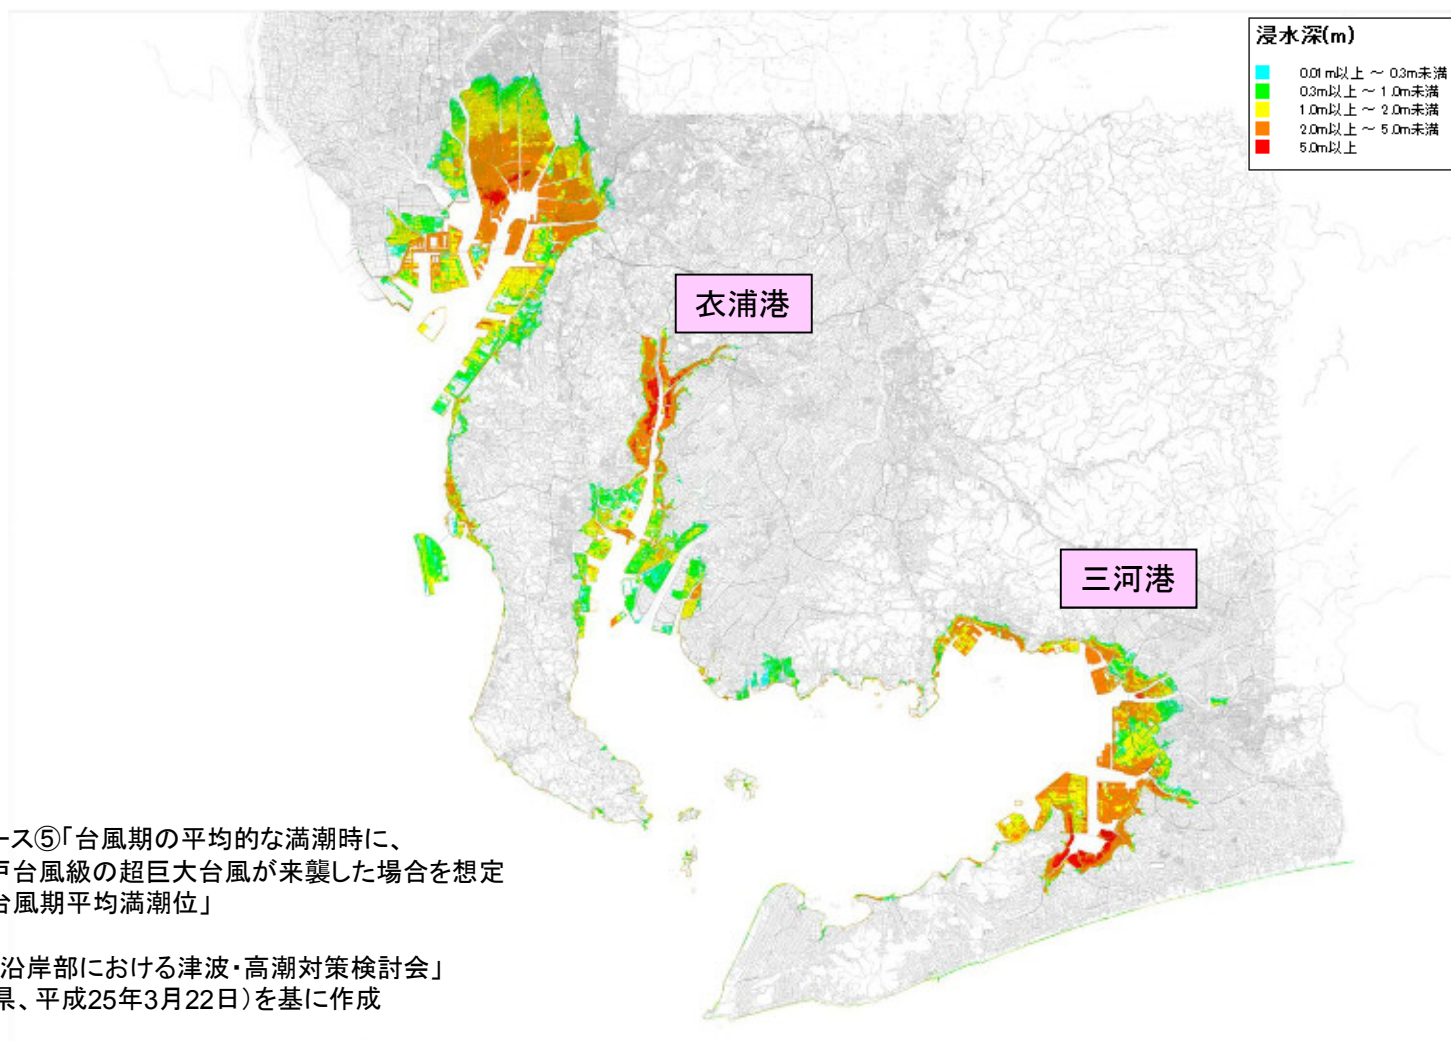 浸水深(m)
0.01m以上 ～ 0.3m未満
0.3m以上 ～ 1.0m未満
1.0m以上 ～ 2.0m未満
2.0m以上 ～ 5.0m未満
5.0m以上
衣浦港
三河港
ース⑤「台風期の平均的な満潮時に、
戸台風級の超巨大台風が来襲した場合を想定
台風期平均満潮位」
沿岸部における津波・高潮対策検討会」
県、平成25年3月22日）を基に作成